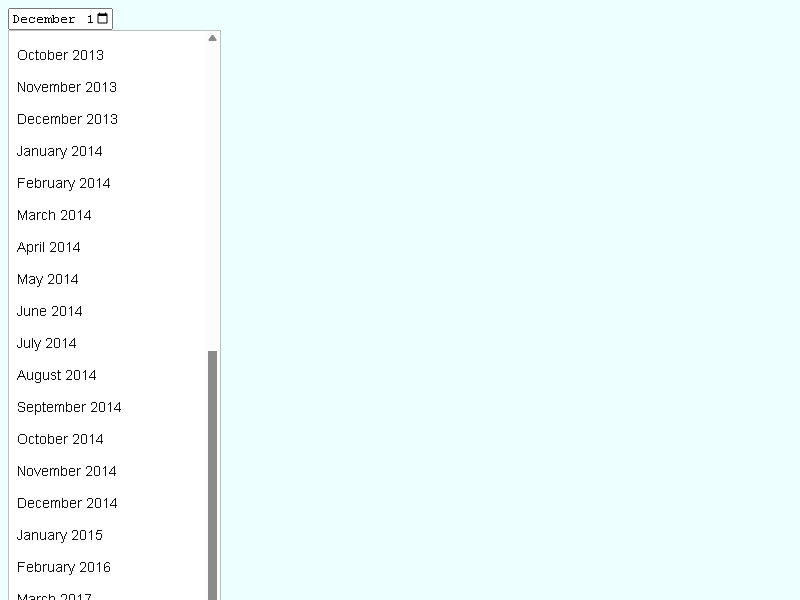 December 1
October 2013
November 2013
December 2013
January 2014
February 2014
March 2014
April 2014
May 2014
June 2014
July 2014
August 2014
September 2014
October 2014
November 2014
December 2014
January 2015
February 2016
March 2017